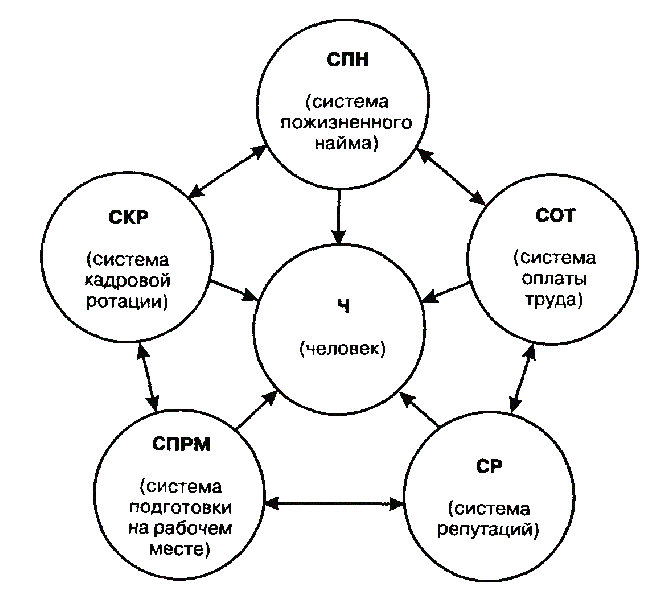 СПН
(система
пожизненного
найма)
СКР
(система
кадровой
ротации)
СОТ
(система
оплаты
труда)
Ч
(человек)
СПРМ
(система
подготовки
на рабочем
месте)
СР
(система
репутаций)